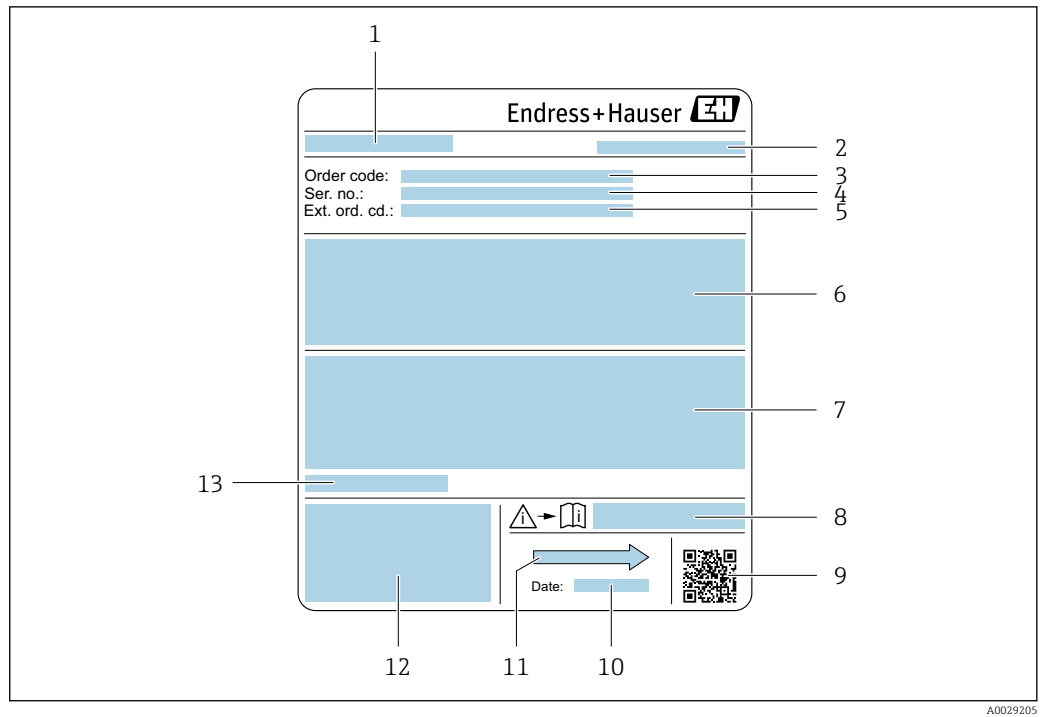 1
Endress+Hauser EH
2
Order code:
3
Ser. no.:
4
Ext. ord. cd.:
5
6
7
13
i
i
8
9
Date:
12
11
10
A0029205